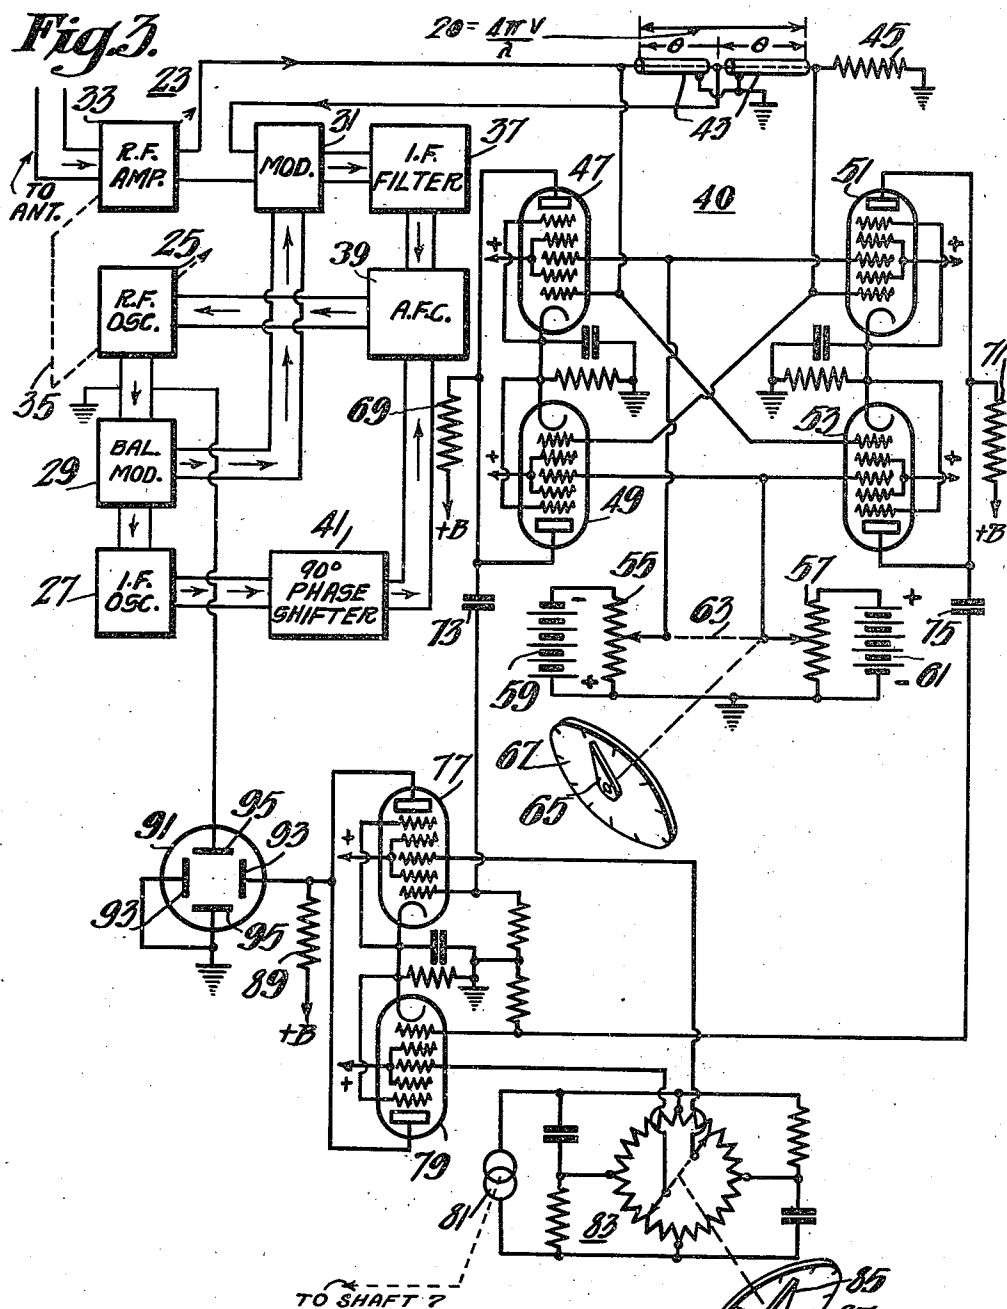 Fig. 3.
2θ = 4πV
λ
θ θ
45
23
33
31
37
43
R.F.
AMP.
MOD.
I.F.
FILTER
TO
ANT.
47
40
51
25
39
R.F.
OSC.
A.F.C.
35
69
71
53
BAL.
MOD.
29
49
+B
+B
41
27
I.F.
OSC.
90°
PHASE
SHIFTER
55
57
73
63
75
59
61
67
65
77
91
95
93
93
95
89
+B
79
81
83
TO SHAFT 7
85